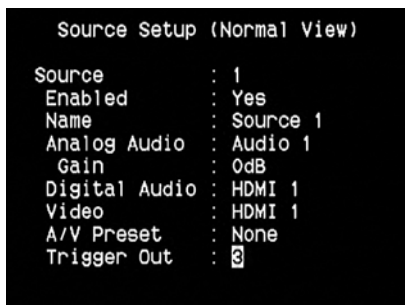 Source Setup (Normal View)
Source : 1
Enabled : Yes
Name : Source 1
Analog Audio : Audio 1
Gain : 0dB
Digital Audio : HDMI 1
Video : HDMI 1
A/V Preset : None
Trigger Out : 3